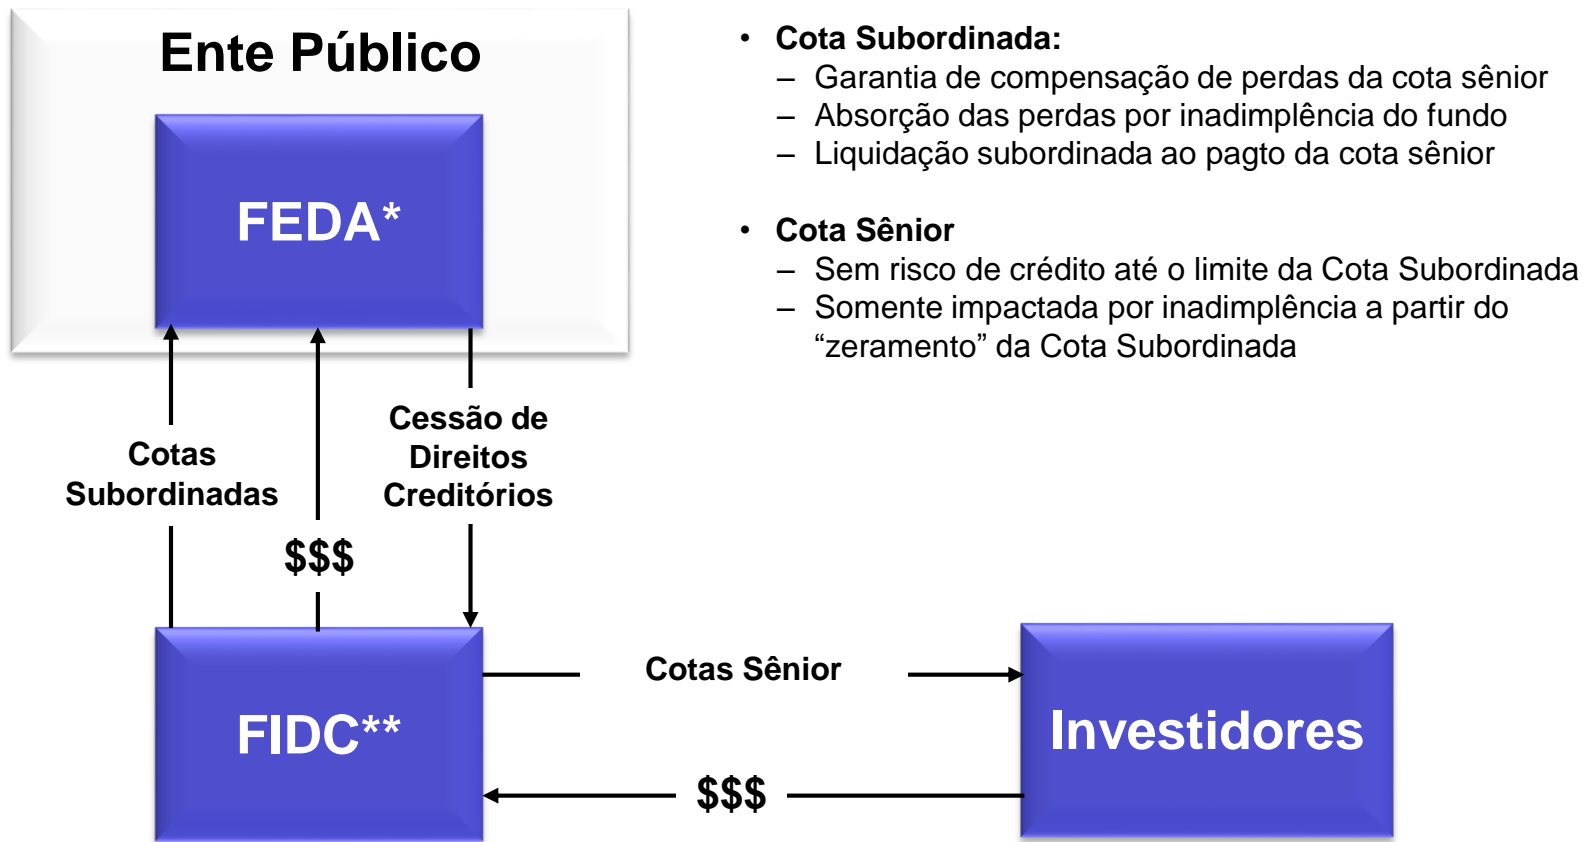 Ente Público
FEDA*
• Cota Subordinada:
– Garantia de compensação de perdas da cota sênior
– Absorção das perdas por inadimplência do fundo
– Liquidação subordinada ao pagto da cota sênior
• Cota Sênior
– Sem risco de crédito até o limite da Cota Subordinada
– Somente impactada por inadimplência a partir do
“zeramento” da Cota Subordinada
Cotas
Subordinadas
$$$
Cessão de
Direitos
Creditórios
FIDC**
Cotas Sênior
$$$
Investidores